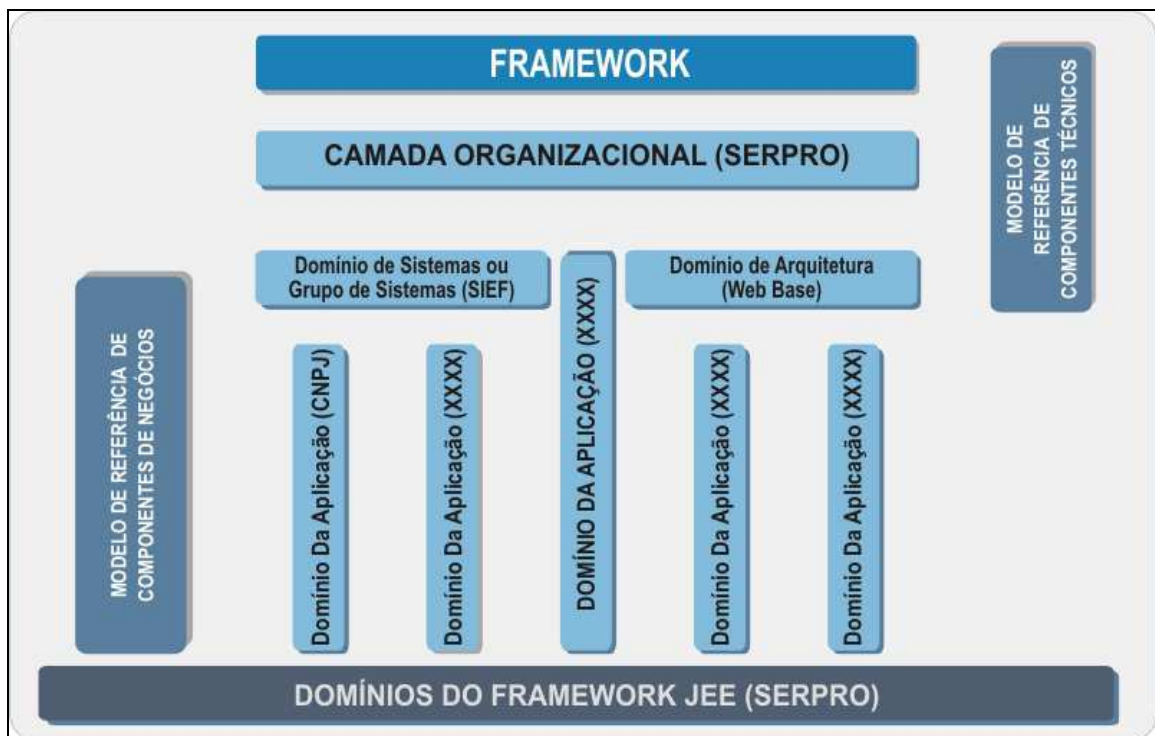 FRAMEWORK
CAMADA ORGANIZACIONAL (SERPRO)
MODELO DE
REFERÊNCIA DE
COMPONENTES TÉCNICOS
Domínio de Sistemas ou
Grupo de Sistemas (SIEF)
Domínio de Arquitetura
(Web Base)
MODELO DE REFERÊNCIA DE
COMPONENTES DE NEGÓCIOS
Domínio Da Aplicação (CNPJ)
Domínio Da Aplicação (XXXX)
DOMÍNIO DA APLICAÇÃO (XXXX)
Domínio Da Aplicação (XXXX)
Domínio Da Aplicação (XXXX)
DOMÍNIOS DO FRAMEWORK JEE (SERPRO)